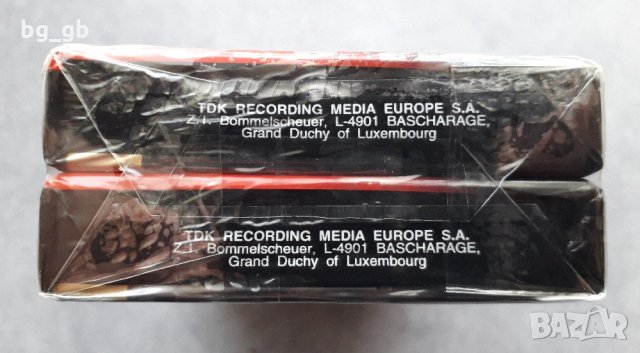 bg_gb
TDK RECORDING MEDIA EUROPE S.A.
Z.I. Bommelscheuer, L-4901 BASCHARAGE,
Grand Duchy of Luxembourg
TDK RECORDING MEDIA EUROPE S.A.
Z.I. Bommelscheuer, L-4901 BASCHARAGE,
Grand Duchy of Luxembourg
BAZAR